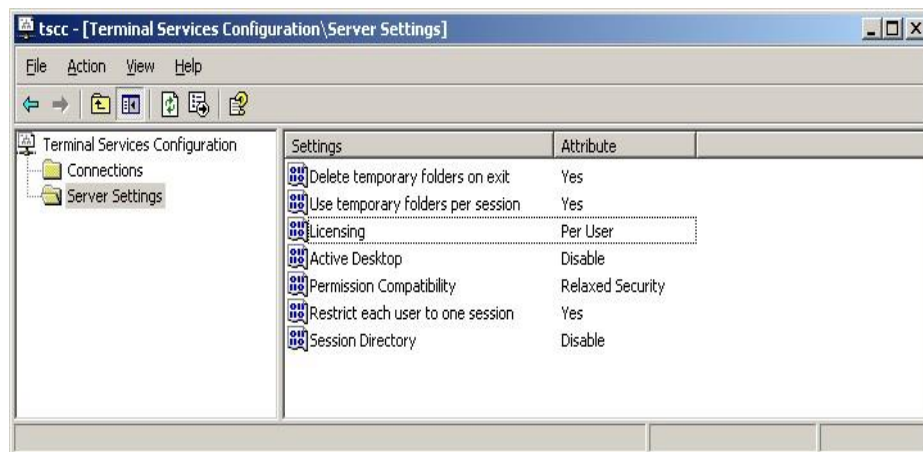 tscc - [Terminal Services Configuration\Server Settings]
File Action View Help
Terminal Services Configuration
Connections
Server Settings
Settings Attribute
Delete temporary folders on exit Yes
Use temporary folders per session Yes
Licensing Per User
Active Desktop Disable
Permission Compatibility Relaxed Security
Restrict each user to one session Yes
Session Directory Disable